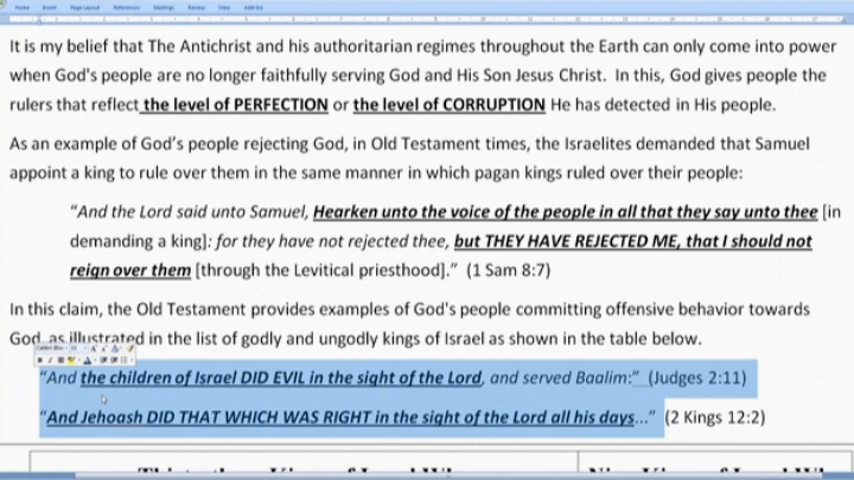 Home Insert Page Layout References Mailings Review View Add-Ins
It is my belief that The Antichrist and his authoritarian regimes throughout the Earth can only come into power
when God's people are no longer faithfully serving God and His Son Jesus Christ. In this, God gives people the
rulers that reflect the level of PERFECTION or the level of CORRUPTION He has detected in His people.
As an example of God's people rejecting God, in Old Testament times, the Israelites demanded that Samuel
appoint a king to rule over them in the same manner in which pagan kings ruled over their people:
“And the Lord said unto Samuel, Hearken unto the voice of the people in all that they say unto thee [in
demanding a king]: for they have not rejected thee, but THEY HAVE REJECTED ME, that I should not
reign over them [through the Levitical priesthood].” (1 Sam 8:7)
In this claim, the Old Testament provides examples of God's people committing offensive behavior towards
God, as illustrated in the list of godly and ungodly kings of Israel as shown in the table below.
“And the children of Israel DID EVIL in the sight of the Lord, and served Baalim:” (Judges 2:11)
“And Jehoash DID THAT WHICH WAS RIGHT in the sight of the Lord all his days…” (2 Kings 12:2)